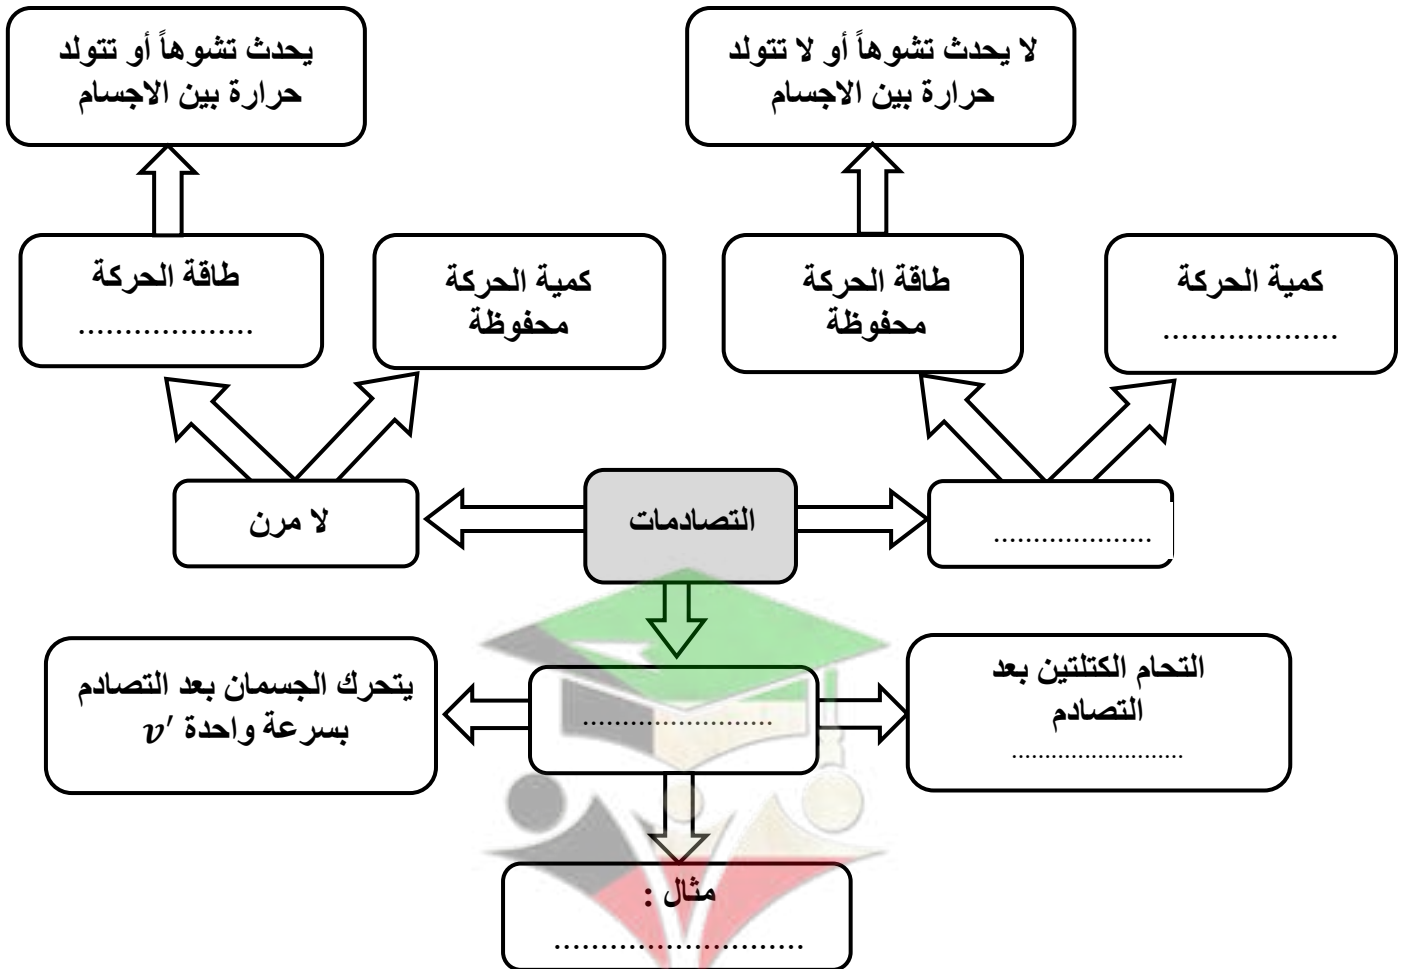 لا يحدث تشوهاً أو لا تتولد
حرارة بين الاجسام
يحدث تشوهاً أو تتولد
حرارة بين الاجسام
كمية الحركة
...................
طاقة الحركة
محفوظة
كمية الحركة
محفوظة
طاقة الحركة
...................
....................
التصادمات
لا مرن
التحام الكتلتين بعد
التصادم
.........................
.........................
يتحرك الجسمان بعد التصادم
بسرعة واحدة v′
مثال :
...........................